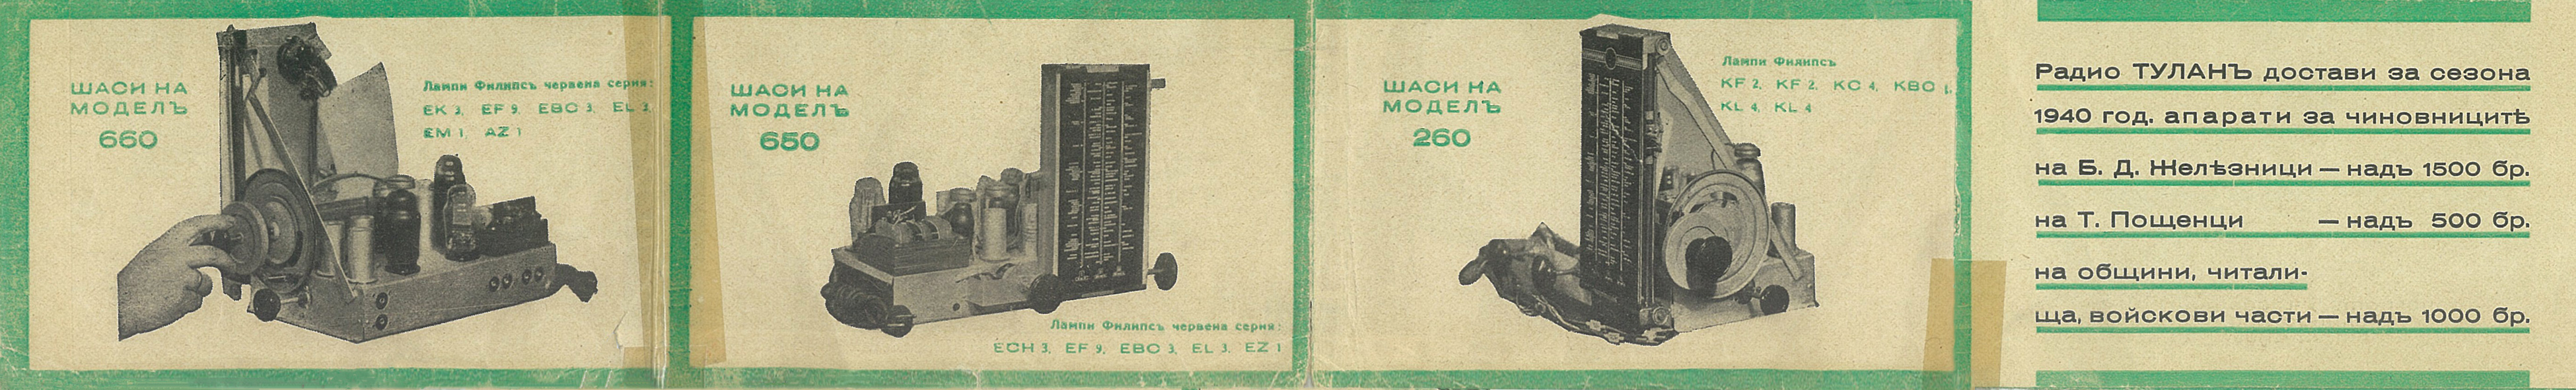 ШАСИ НА
МОДЕЛЪ
660
Лампи Филипсъ червена серия:
EK 3, EF 9, EBC 3, EL 3,
EM 1, AZ 1
ШАСИ НА
МОДЕЛЪ
650
Лампи Филипсъ червена серия:
ECH 3, EF 9, EBC 3, EL 3, EZ 1
ШАСИ НА
МОДЕЛЪ
260
Лампи Филипсъ
KF 2, KF 2, KC 4, KBC 1,
KL 4, KL 4
Радио ТУЛАНЪ достави за сезона
1940 год. апарати за чиновницитѣ
на Б. Д. Желѣзници — надъ 1500 бр.
на Т. Пощенци — надъ 500 бр.
на общини, читали-
ща, войскови части — надъ 1000 бр.